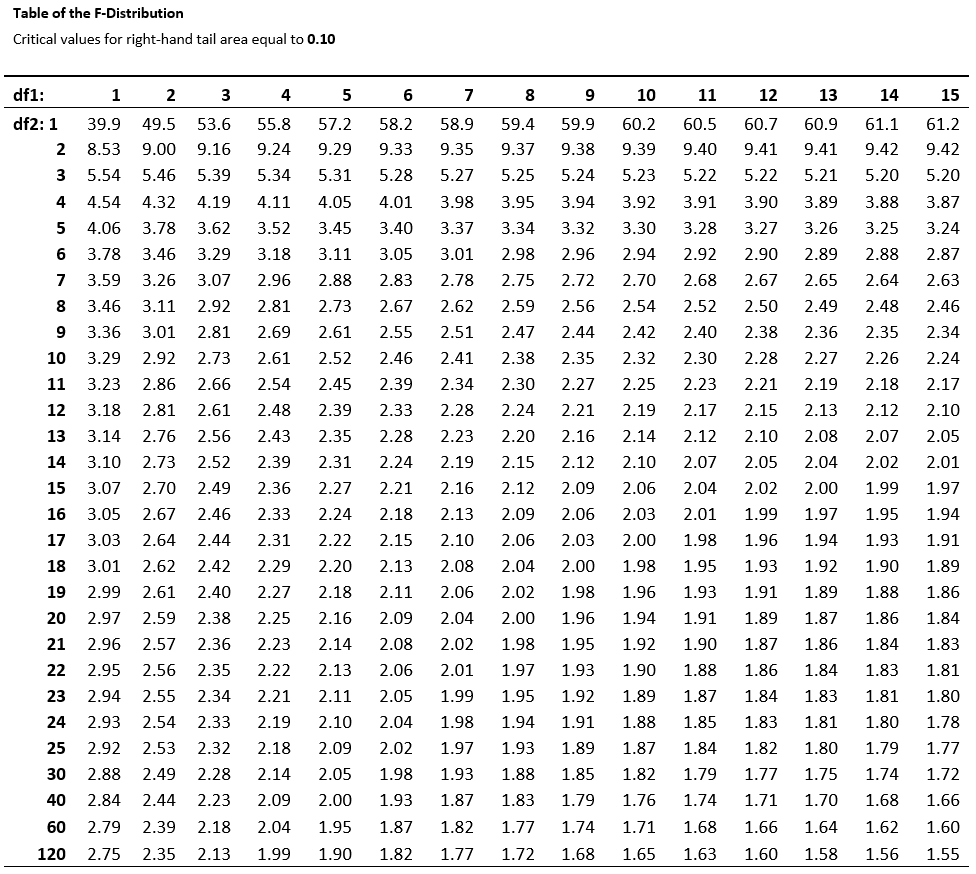 Table of the F-Distribution
Critical values for right-hand tail area equal to 0.10
df1: 1 2 3 4 5 6 7 8 9 10 11 12 13 14 15
df2: 1 39.9 49.5 53.6 55.8 57.2 58.2 58.9 59.4 59.9 60.2 60.5 60.7 60.9 61.1 61.2
2 8.53 9.00 9.16 9.24 9.29 9.33 9.35 9.37 9.38 9.39 9.40 9.41 9.41 9.42 9.42
3 5.54 5.46 5.39 5.34 5.31 5.28 5.27 5.25 5.24 5.23 5.22 5.22 5.21 5.20 5.20
4 4.54 4.32 4.19 4.11 4.05 4.01 3.98 3.95 3.94 3.92 3.91 3.90 3.89 3.88 3.87
5 4.06 3.78 3.62 3.52 3.45 3.40 3.37 3.34 3.32 3.30 3.28 3.27 3.26 3.25 3.24
6 3.78 3.46 3.29 3.18 3.11 3.05 3.01 2.98 2.96 2.94 2.92 2.90 2.89 2.88 2.87
7 3.59 3.26 3.07 2.96 2.88 2.83 2.78 2.75 2.72 2.70 2.68 2.67 2.65 2.64 2.63
8 3.46 3.11 2.92 2.81 2.73 2.67 2.62 2.59 2.56 2.54 2.52 2.50 2.49 2.48 2.46
9 3.36 3.01 2.81 2.69 2.61 2.55 2.51 2.47 2.44 2.42 2.40 2.38 2.36 2.35 2.34
10 3.29 2.92 2.73 2.61 2.52 2.46 2.41 2.38 2.35 2.32 2.30 2.28 2.27 2.26 2.24
11 3.23 2.86 2.66 2.54 2.45 2.39 2.34 2.30 2.27 2.25 2.23 2.21 2.19 2.18 2.17
12 3.18 2.81 2.61 2.48 2.39 2.33 2.28 2.24 2.21 2.19 2.17 2.15 2.13 2.12 2.10
13 3.14 2.76 2.56 2.43 2.35 2.28 2.23 2.20 2.16 2.14 2.12 2.10 2.08 2.07 2.05
14 3.10 2.73 2.52 2.39 2.31 2.24 2.19 2.15 2.12 2.10 2.07 2.05 2.04 2.02 2.01
15 3.07 2.70 2.49 2.36 2.27 2.21 2.16 2.12 2.09 2.06 2.04 2.02 2.00 1.99 1.97
16 3.05 2.67 2.46 2.33 2.24 2.18 2.13 2.09 2.06 2.03 2.01 1.99 1.97 1.95 1.94
17 3.03 2.64 2.44 2.31 2.22 2.15 2.10 2.06 2.03 2.00 1.98 1.96 1.94 1.93 1.91
18 3.01 2.62 2.42 2.29 2.20 2.13 2.08 2.04 2.00 1.98 1.95 1.93 1.92 1.90 1.89
19 2.99 2.61 2.40 2.27 2.18 2.11 2.06 2.02 1.98 1.96 1.93 1.91 1.89 1.88 1.86
20 2.97 2.59 2.38 2.25 2.16 2.09 2.04 2.00 1.96 1.94 1.91 1.89 1.87 1.86 1.84
21 2.96 2.57 2.36 2.23 2.14 2.08 2.02 1.98 1.95 1.92 1.90 1.87 1.86 1.84 1.83
22 2.95 2.56 2.35 2.22 2.13 2.06 2.01 1.97 1.93 1.90 1.88 1.86 1.84 1.83 1.81
23 2.94 2.55 2.34 2.21 2.11 2.05 1.99 1.95 1.92 1.89 1.87 1.84 1.83 1.81 1.80
24 2.93 2.54 2.33 2.19 2.10 2.04 1.98 1.94 1.91 1.88 1.85 1.83 1.81 1.80 1.78
25 2.92 2.53 2.32 2.18 2.09 2.02 1.97 1.93 1.89 1.87 1.84 1.82 1.80 1.79 1.77
30 2.88 2.49 2.28 2.14 2.05 1.98 1.93 1.88 1.85 1.82 1.79 1.77 1.75 1.74 1.72
40 2.84 2.44 2.23 2.09 2.00 1.93 1.87 1.83 1.79 1.76 1.74 1.71 1.70 1.68 1.66
60 2.79 2.39 2.18 2.04 1.95 1.87 1.82 1.77 1.74 1.71 1.68 1.66 1.64 1.62 1.60
120 2.75 2.35 2.13 1.99 1.90 1.82 1.77 1.72 1.68 1.65 1.63 1.60 1.58 1.56 1.55